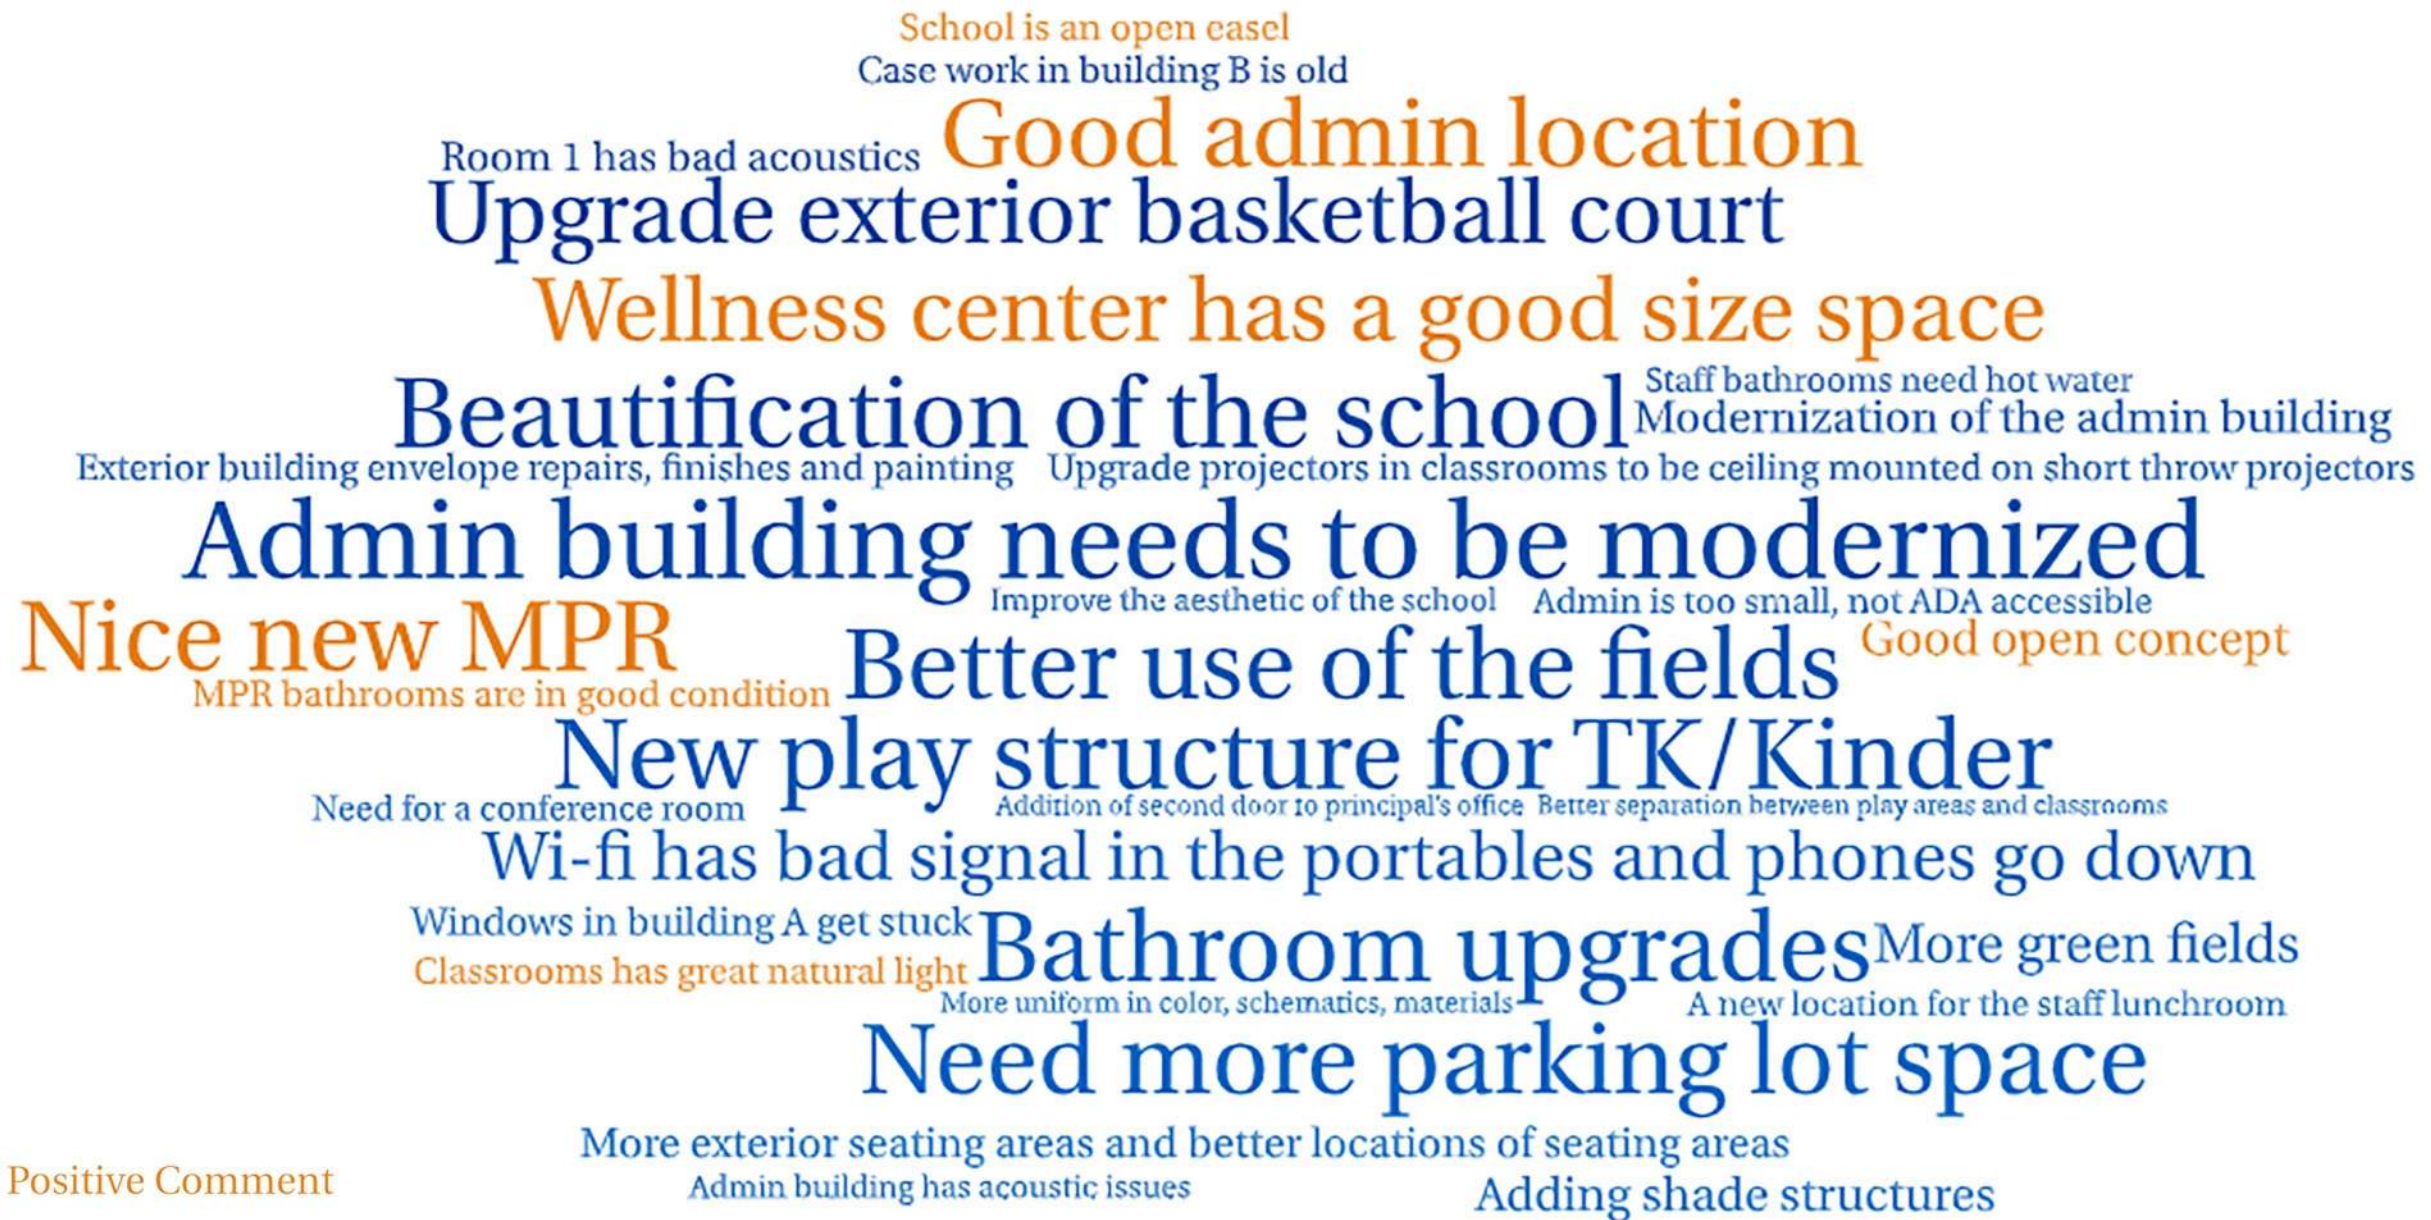 School is an open easel
Case work in building B is old
Good admin location
Room 1 has bad acoustics
Upgrade exterior basketball court
Wellness center has a good size space
Beautification of the school
Staff bathrooms need hot water
Modernization of the admin building
Exterior building envelope repairs, finishes and painting
Upgrade projectors in classrooms to be ceiling mounted on short throw projectors
Admin building needs to be modernized
Improve the aesthetic of the school
Admin is too small, not ADA accessible
Nice new MPR
Better use of the fields
Good open concept
MPR bathrooms are in good condition
New play structure for TK/Kinder
Need for a conference room
Addition of second door to principal's office
Better separation between play areas and classrooms
Wi-fi has bad signal in the portables and phones go down
Windows in building A get stuck
Bathroom upgrades
More green fields
Classrooms has great natural light
More uniform in color, schematics, materials
A new location for the staff lunchroom
Need more parking lot space
More exterior seating areas and better locations of seating areas
Positive Comment
Admin building has acoustic issues
Adding shade structures